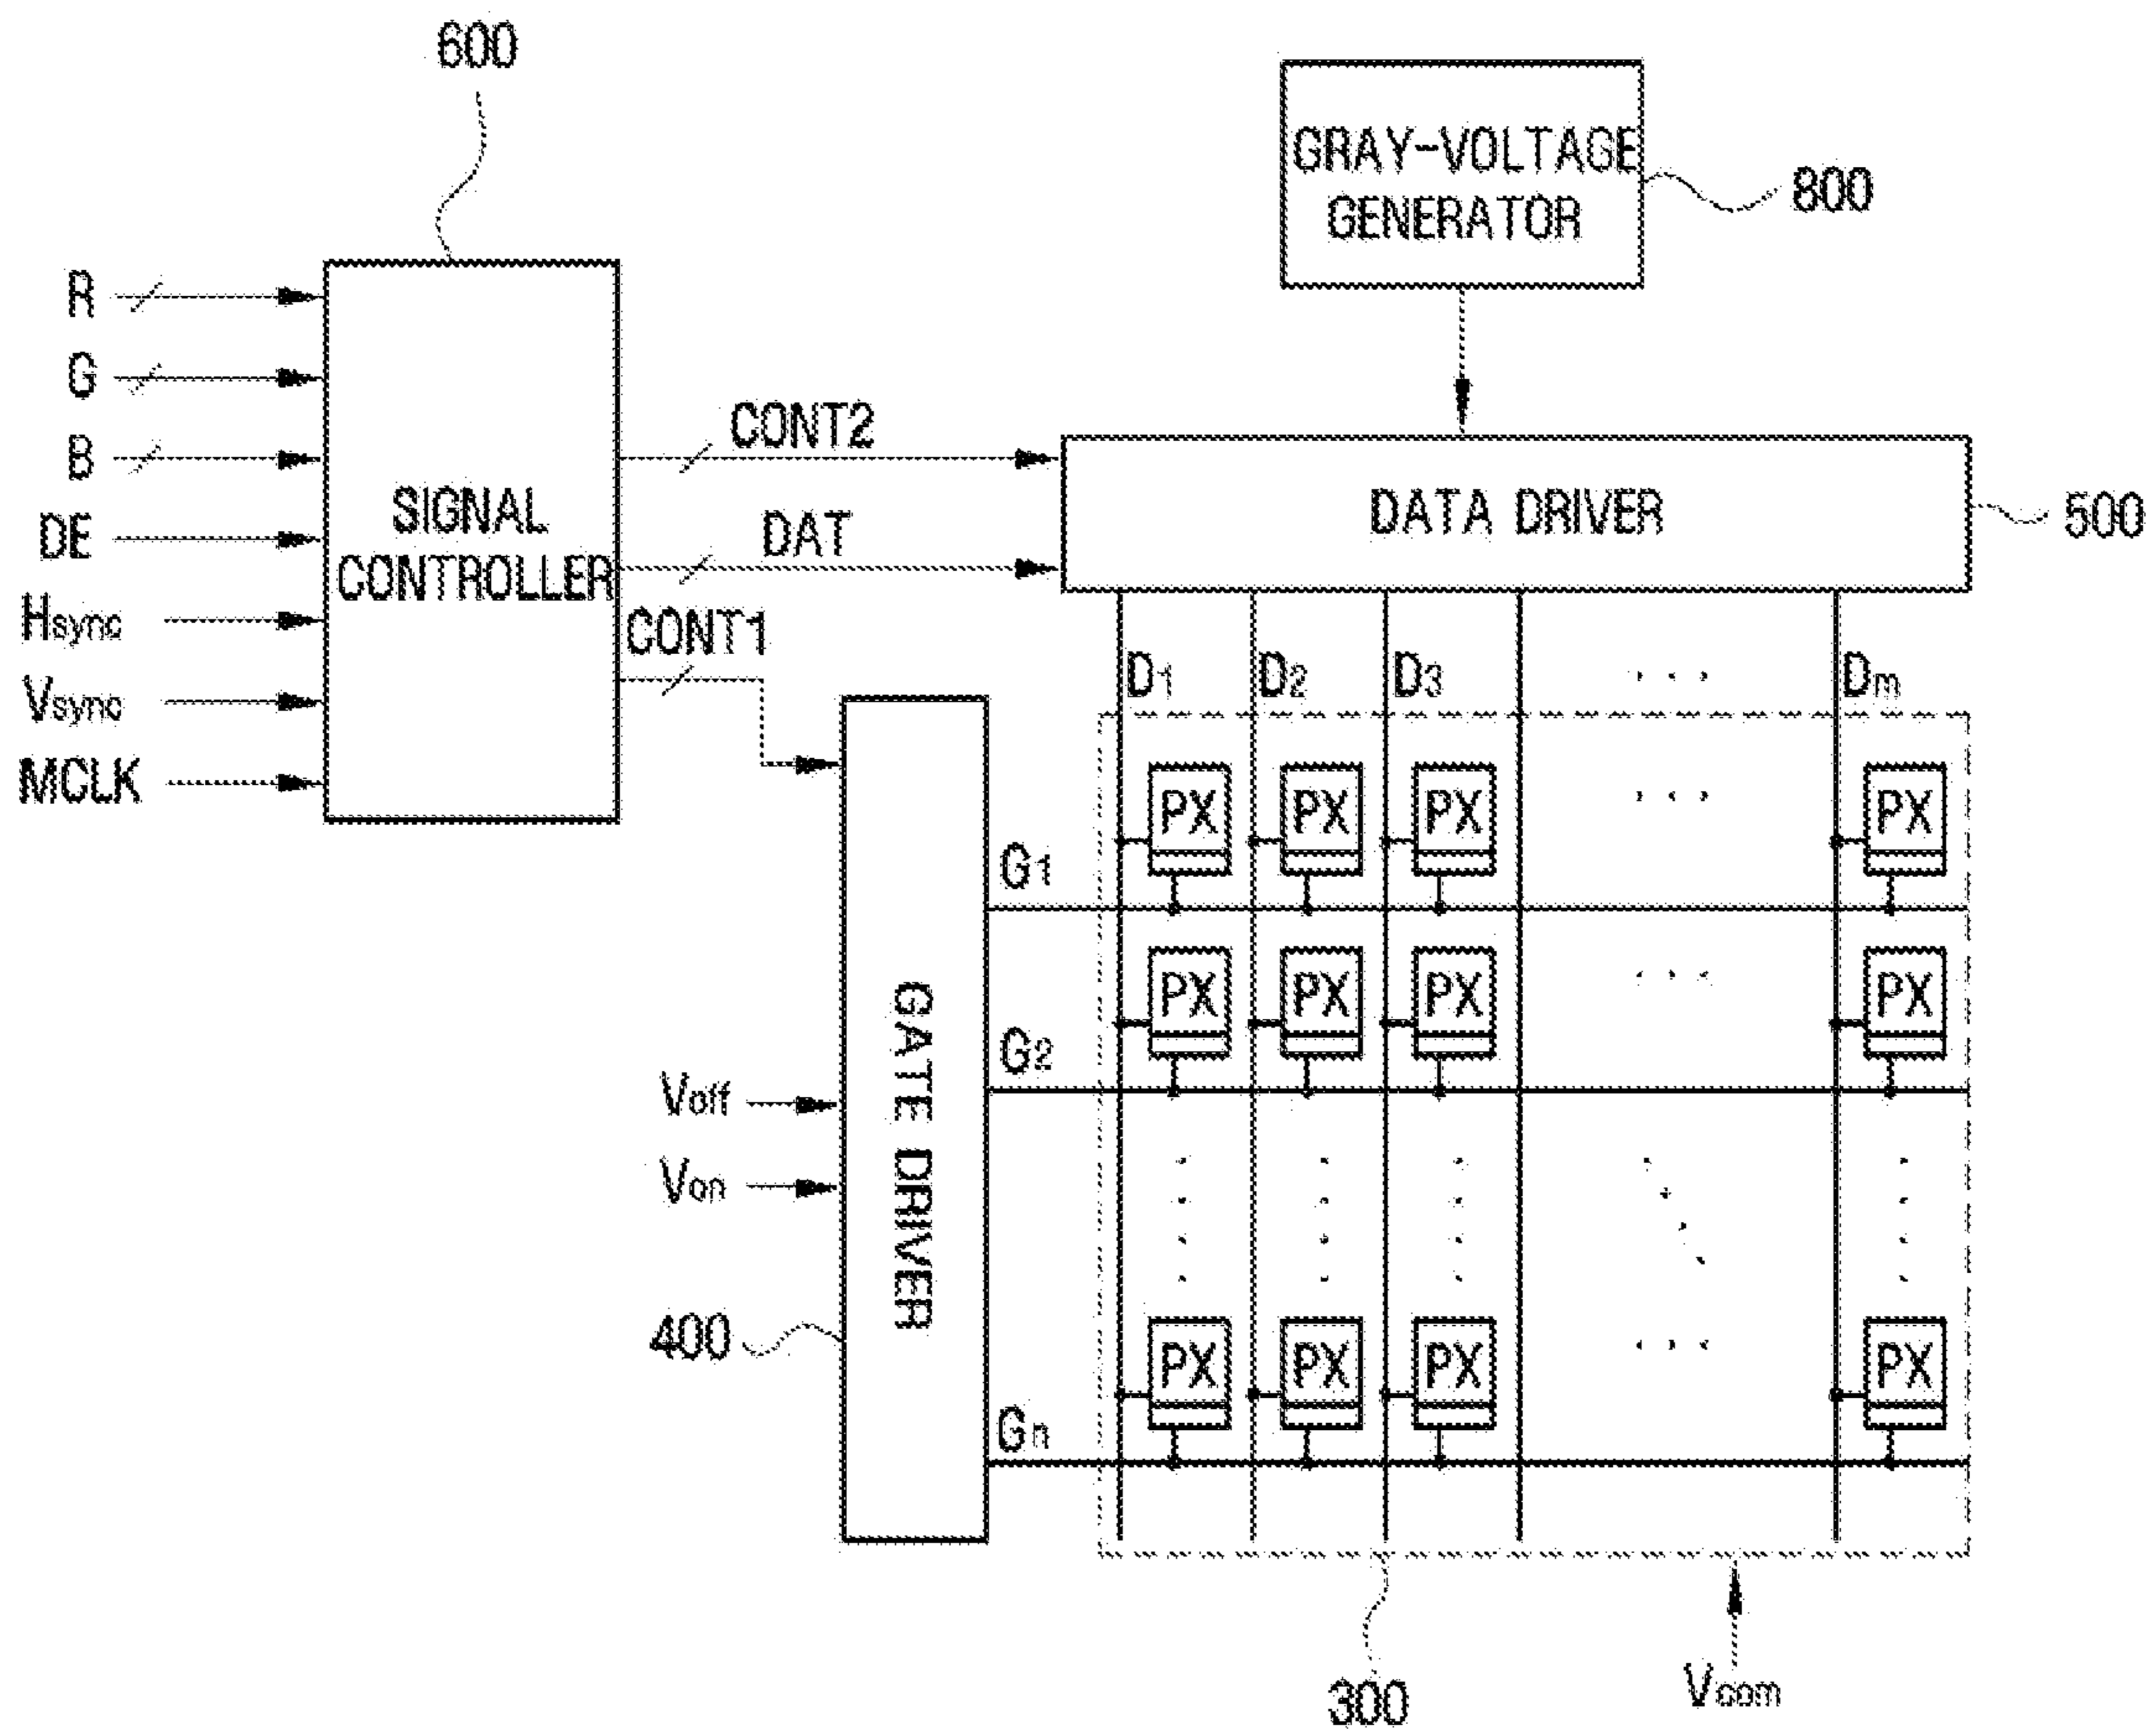 600
GRAY-VOLTAGE
GENERATOR
800
R
G
B
DE
Hsync
Vsync
MCLK
SIGNAL
CONTROLLER
CONT2
DAT
CONT1
DATA DRIVER
500
D1 D2 D3 ... Dm
PX PX PX ... PX
G1
PX PX PX ... PX
G2
Voff
Von
GATE DRIVER
400
PX PX PX ... PX
Gn
300
Vcom